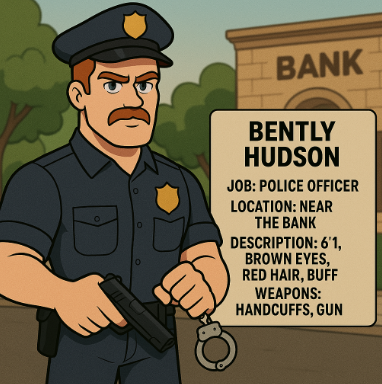 BANK
BENTLY
HUDSON
JOB: POLICE OFFICER
LOCATION: NEAR
THE BANK
DESCRIPTION: 6'1,
BROWN EYES,
RED HAIR, BUFF
WEAPONS:
HANDCUFFS, GUN